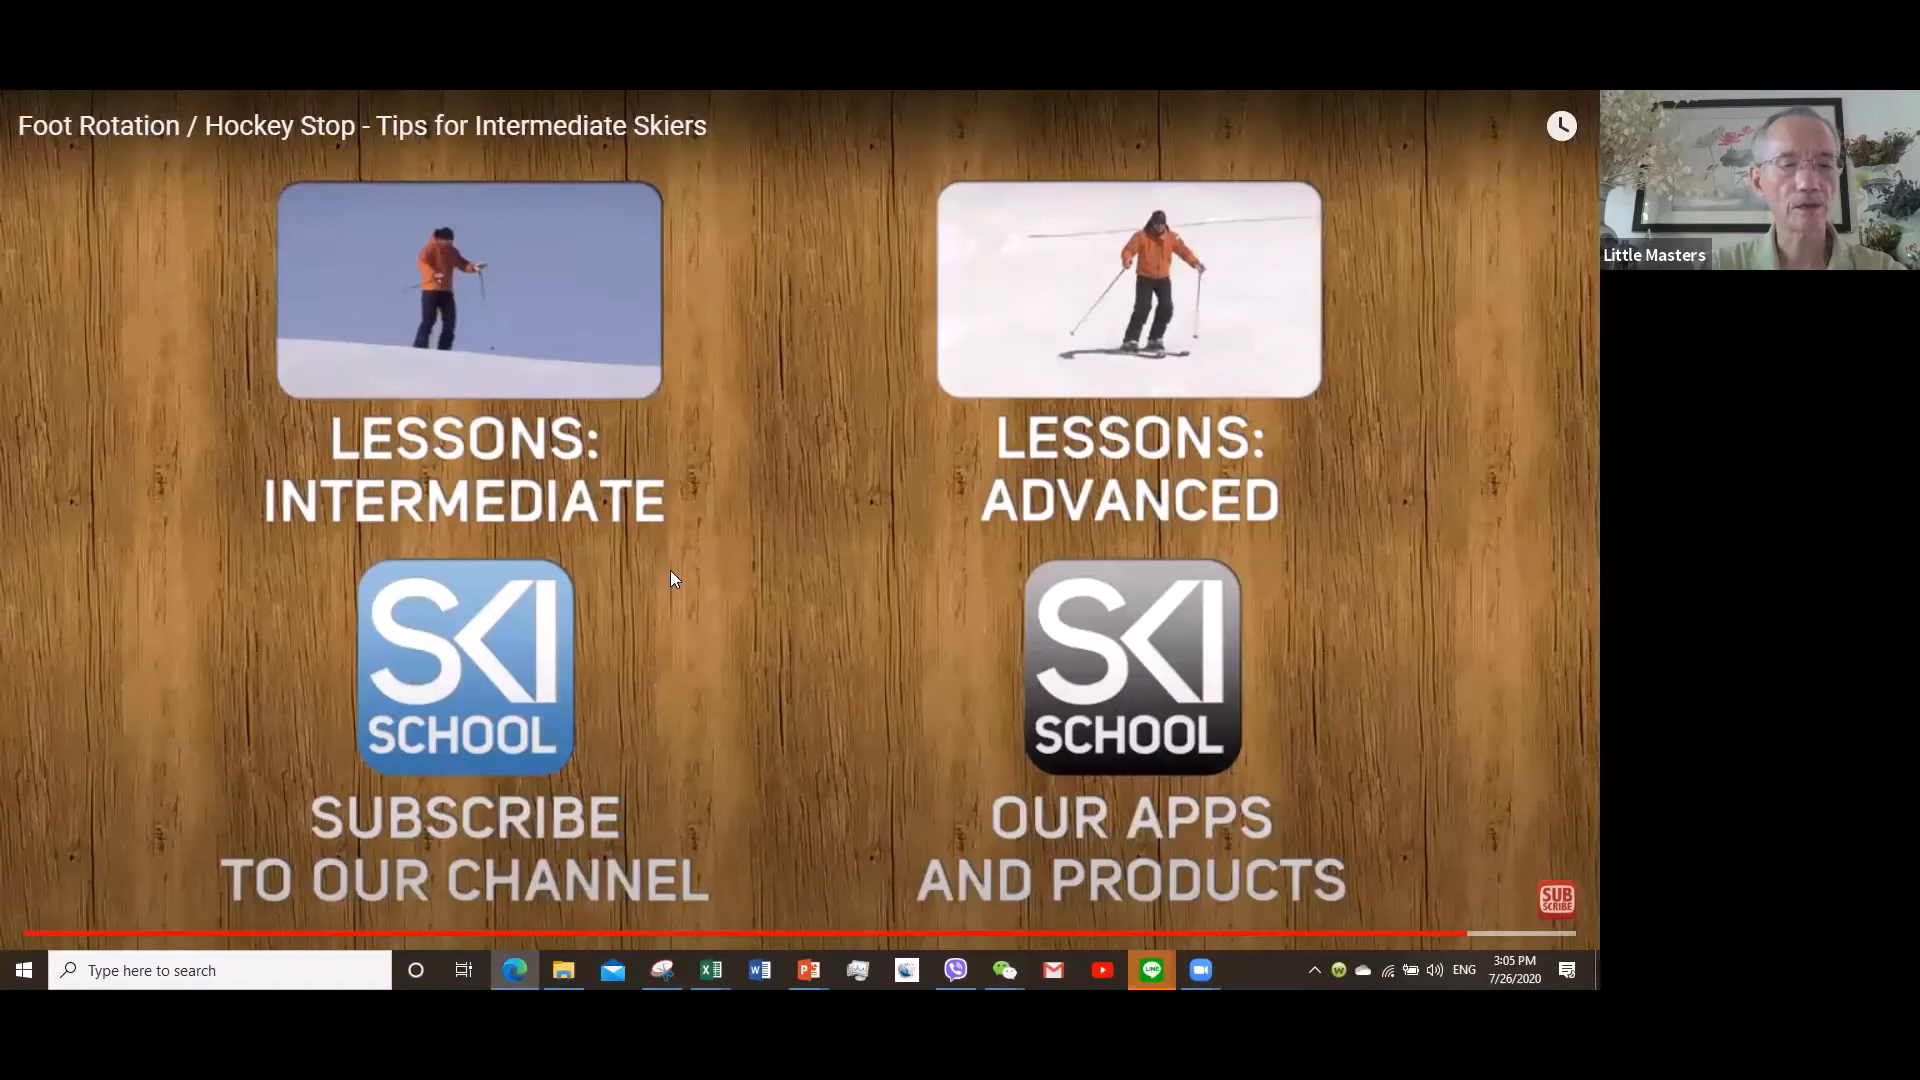 Foot Rotation / Hockey Stop - Tips for Intermediate Skiers
Little Masters
LESSONS:
INTERMEDIATE
LESSONS:
ADVANCED
SKI
SCHOOL
SKI
SCHOOL
SUBSCRIBE
TO OUR CHANNEL
OUR APPS
AND PRODUCTS
SUB
SCRIBE
Type here to search
LINE
ENG
3:05 PM
7/26/2020